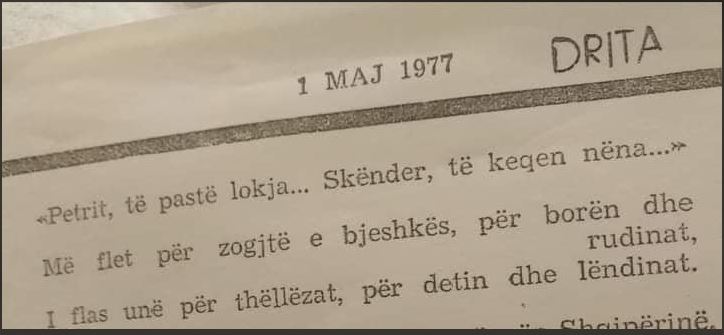 1 MAJ 1977 DRITA
«Petrit, të pastë lokja... Skënder, të keqen nëna...»
Më flet për zogjtë e bjeshkës, për borën dhe
rudinat,
I flas unë për thëllëzat, për detin dhe lëndinat.
Shqipërinë